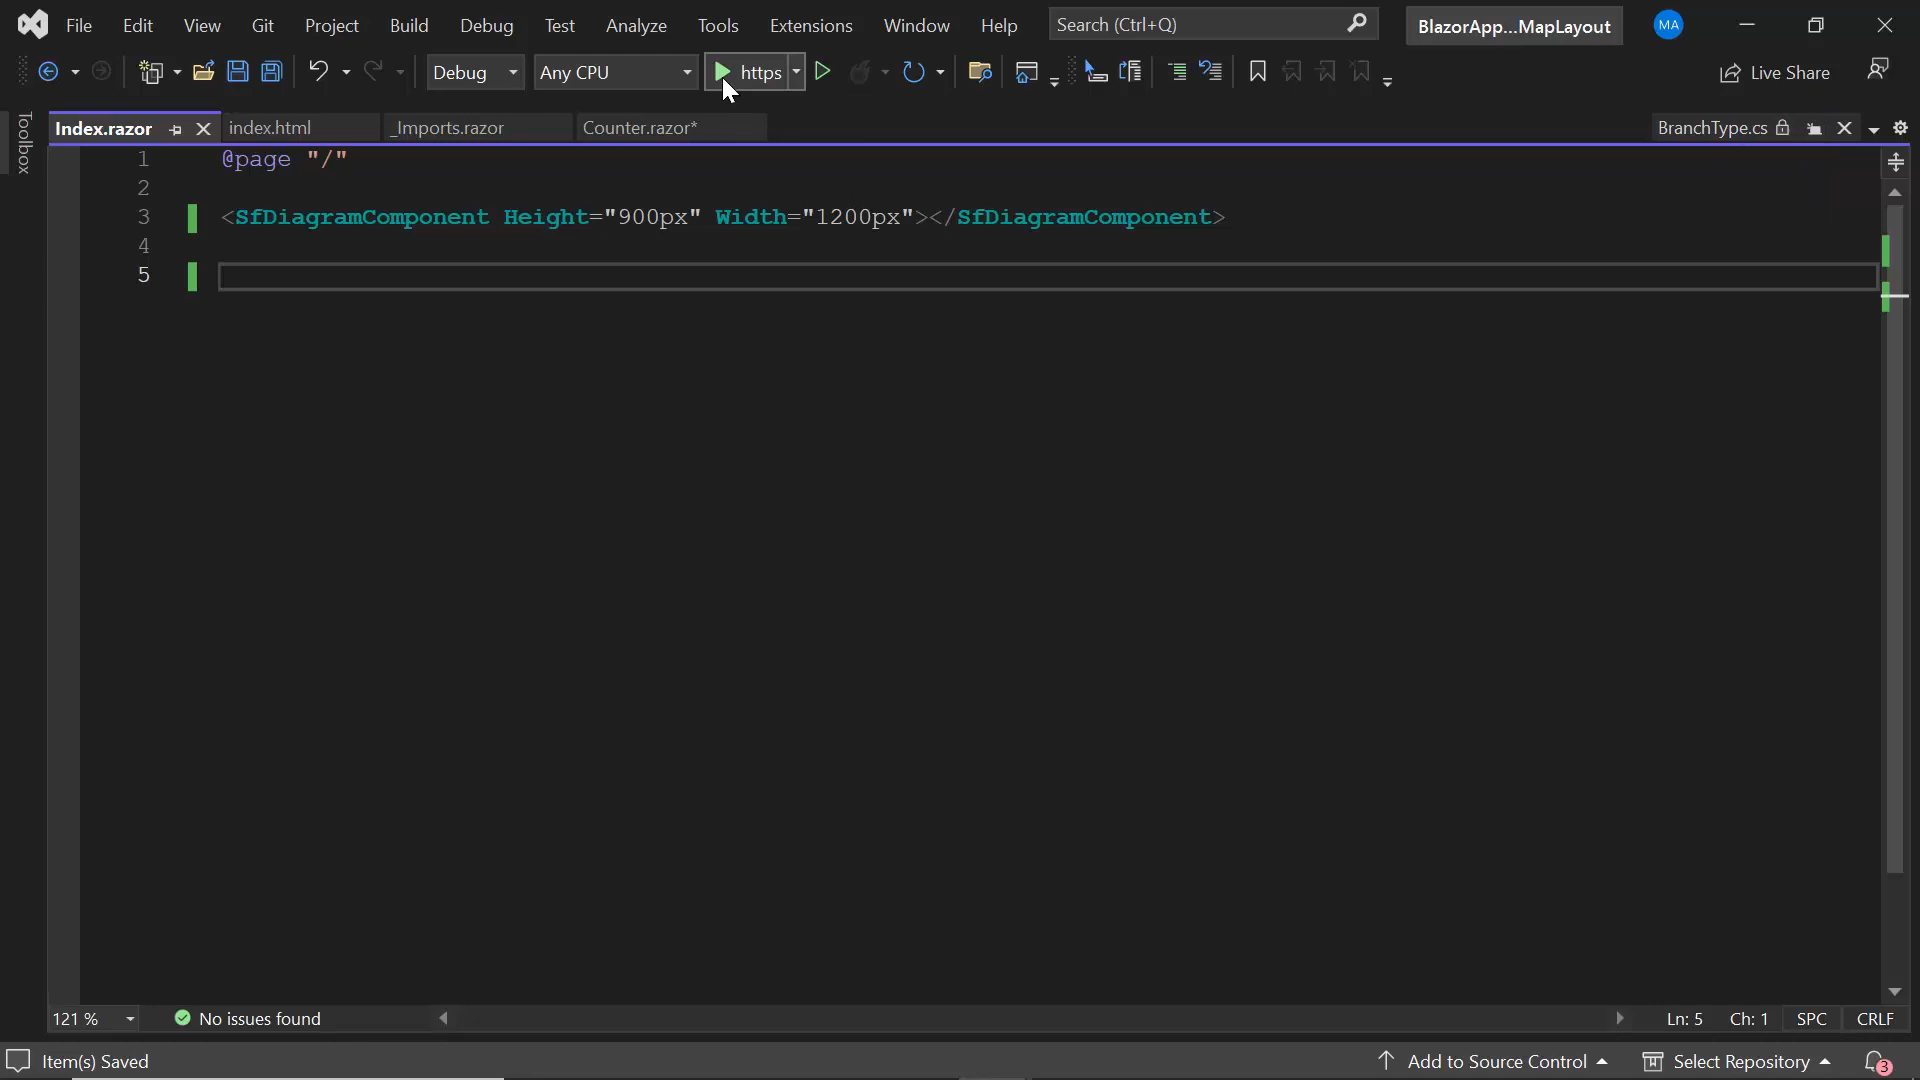 File Edit View Git Project Build Debug Test Analyze Tools Extensions Window Help Search (Ctrl+Q) BlazorApp...MapLayout MA
Debug Any CPU https Live Share
Toolbox
Index.razor index.html _Imports.razor Counter.razor* BranchType.cs
1 @page "/"
2
3 <SfDiagramComponent Height="900px" Width="1200px"></SfDiagramComponent>
4
5
121 % No issues found Ln: 5 Ch: 1 SPC CRLF
Item(s) Saved Add to Source Control Select Repository 3